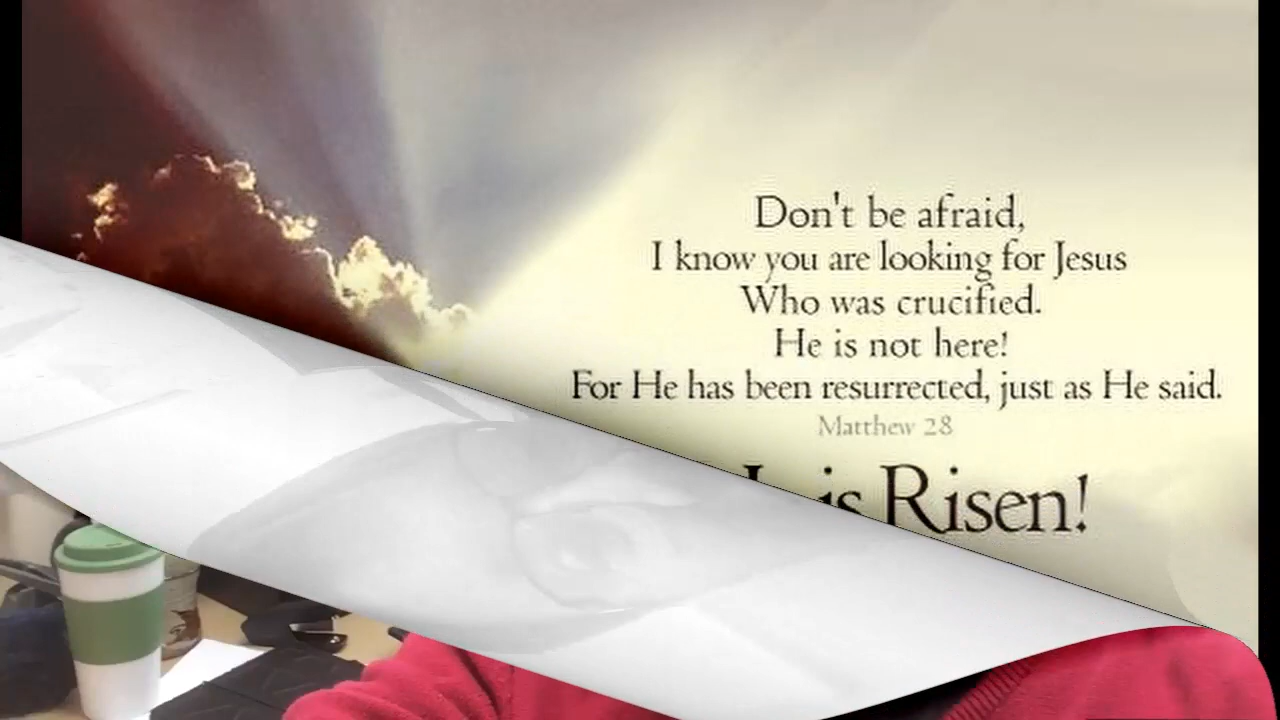 Don't be afraid,
I know you are looking for Jesus
Who was crucified.
He is not here!
For He has been resurrected, just as He said.
Matthew 28
is Risen!